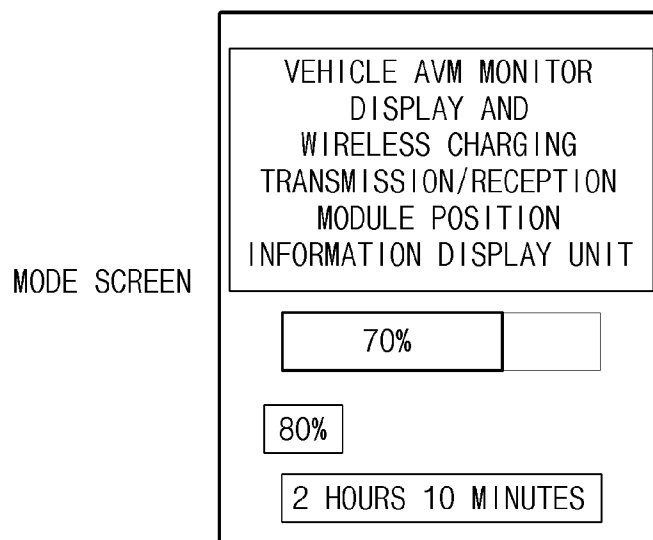 VEHICLE AVM MONITOR
DISPLAY AND
WIRELESS CHARGING
TRANSMISSION/RECEPTION
MODULE POSITION
INFORMATION DISPLAY UNIT
MODE SCREEN
70%
80%
2 HOURS 10 MINUTES